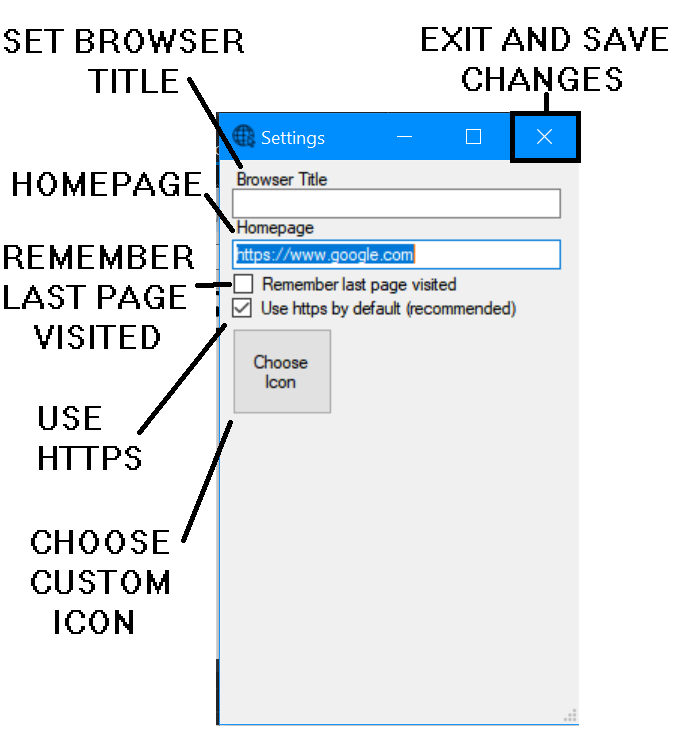 SET BROWSER
TITLE
EXIT AND SAVE
CHANGES
Settings
HOMEPAGE
Browser Title
Homepage
https://www.google.com
REMEMBER
LAST PAGE
VISITED
Remember last page visited
Use https by default (recommended)
Choose
Icon
USE
HTTPS
CHOOSE
CUSTOM
ICON